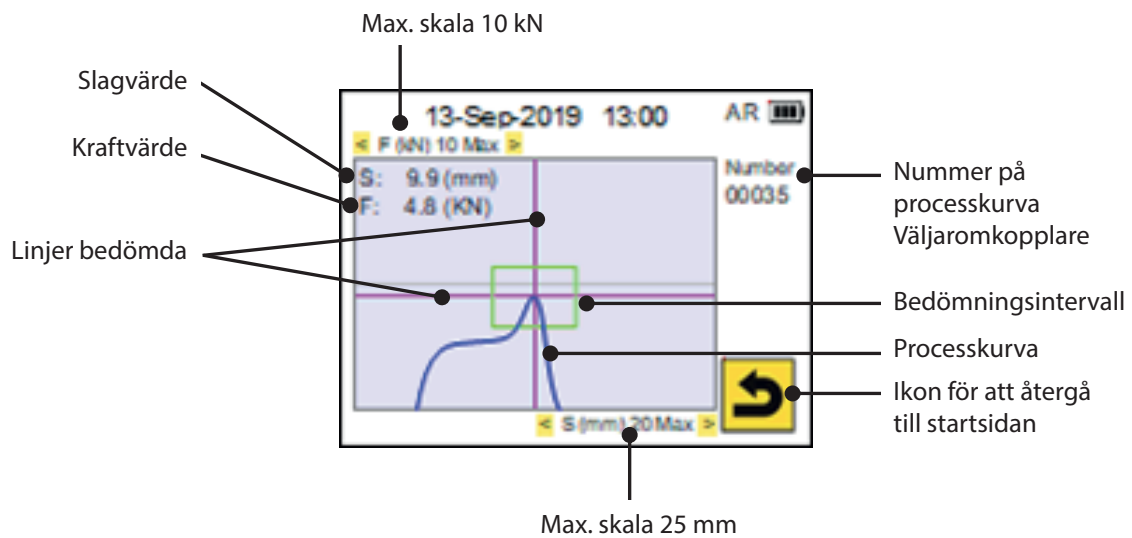 Max. skala 10 kN
Slagvärde
Kraftvärde
Linjer bedömda
13-Sep-2019 13:00 AR
< F (kN) 10 Max >
S: 9.9 (mm)
F: 4.8 (KN)
Number
00035
< S (mm) 20 Max >
Nummer på
processkurva
Väljaromkopplare
Bedömningsintervall
Processkurva
Ikon för att återgå
till startsidan
Max. skala 25 mm